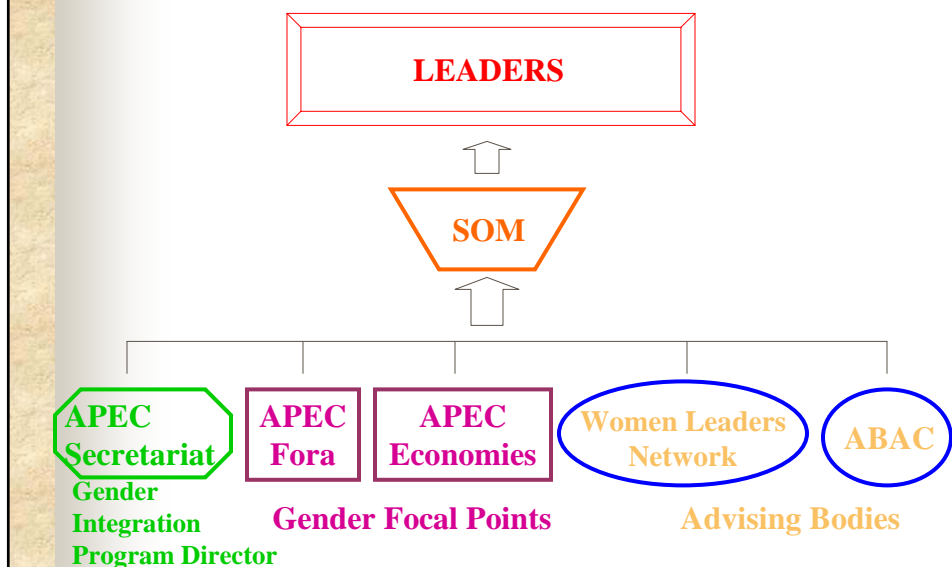 LEADERS
SOM
APEC
Secretariat
Gender
Integration
Program Director
APEC
Fora
APEC
Economies
Gender Focal Points
Women Leaders
Network
ABAC
Advising Bodies